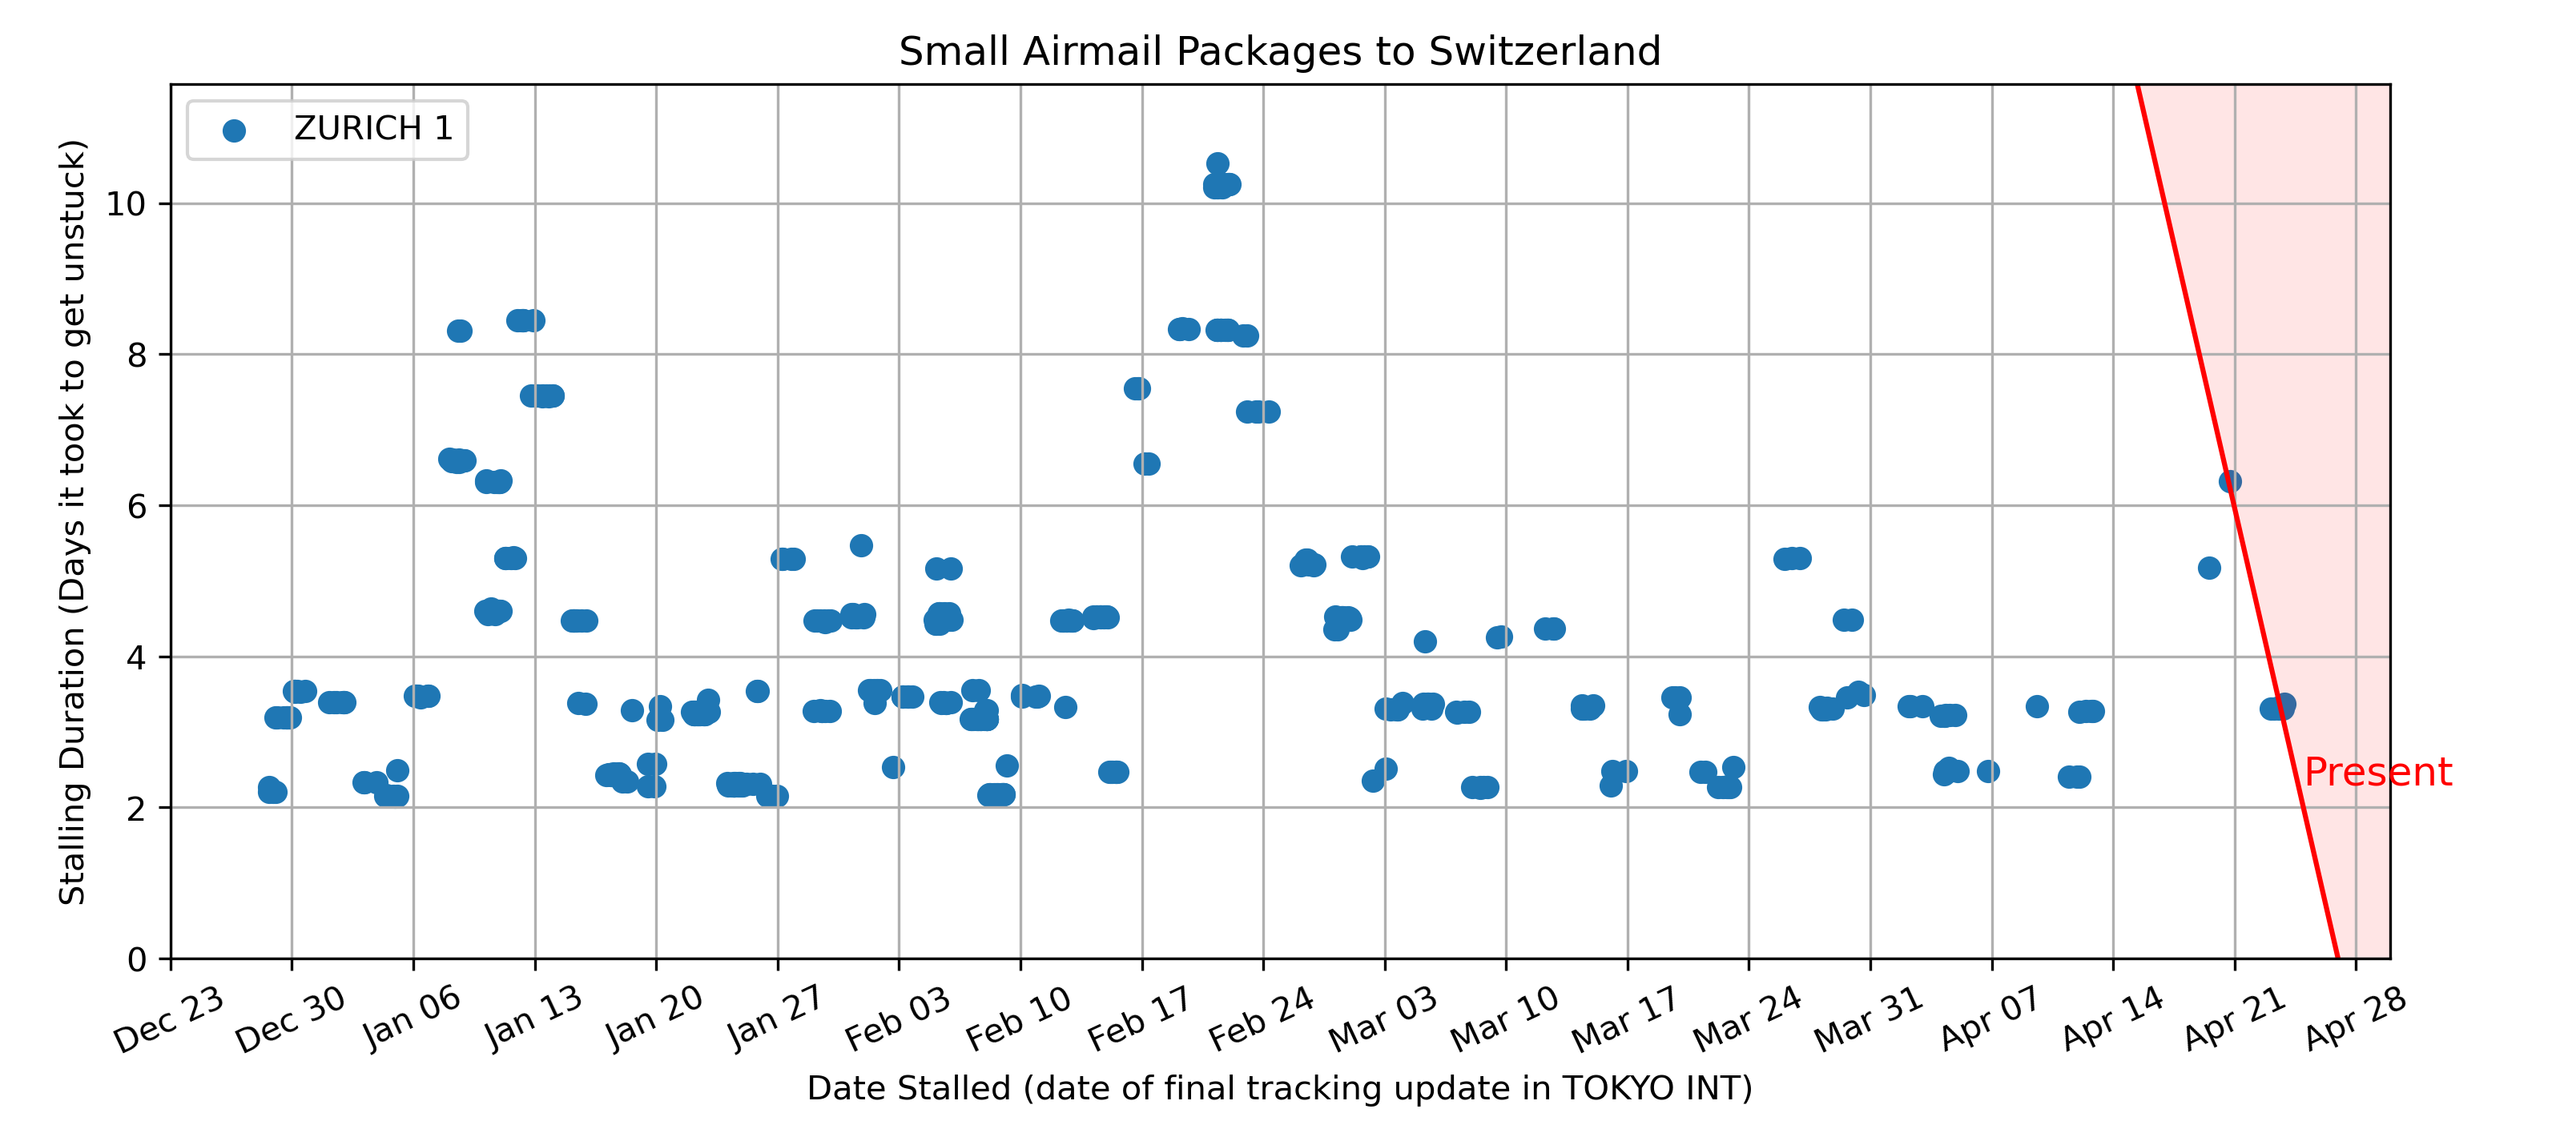 Small Airmail Packages to Switzerland
ZURICH 1
Stalling Duration (Days it took to get unstuck)
10
8
6
4
2
0
Present
Dec 23
Dec 30
Jan 06
Jan 13
Jan 20
Jan 27
Feb 03
Feb 10
Feb 17
Feb 24
Mar 03
Mar 10
Mar 17
Mar 24
Mar 31
Apr 07
Apr 14
Apr 21
Apr 28
Date Stalled (date of final tracking update in TOKYO INT)